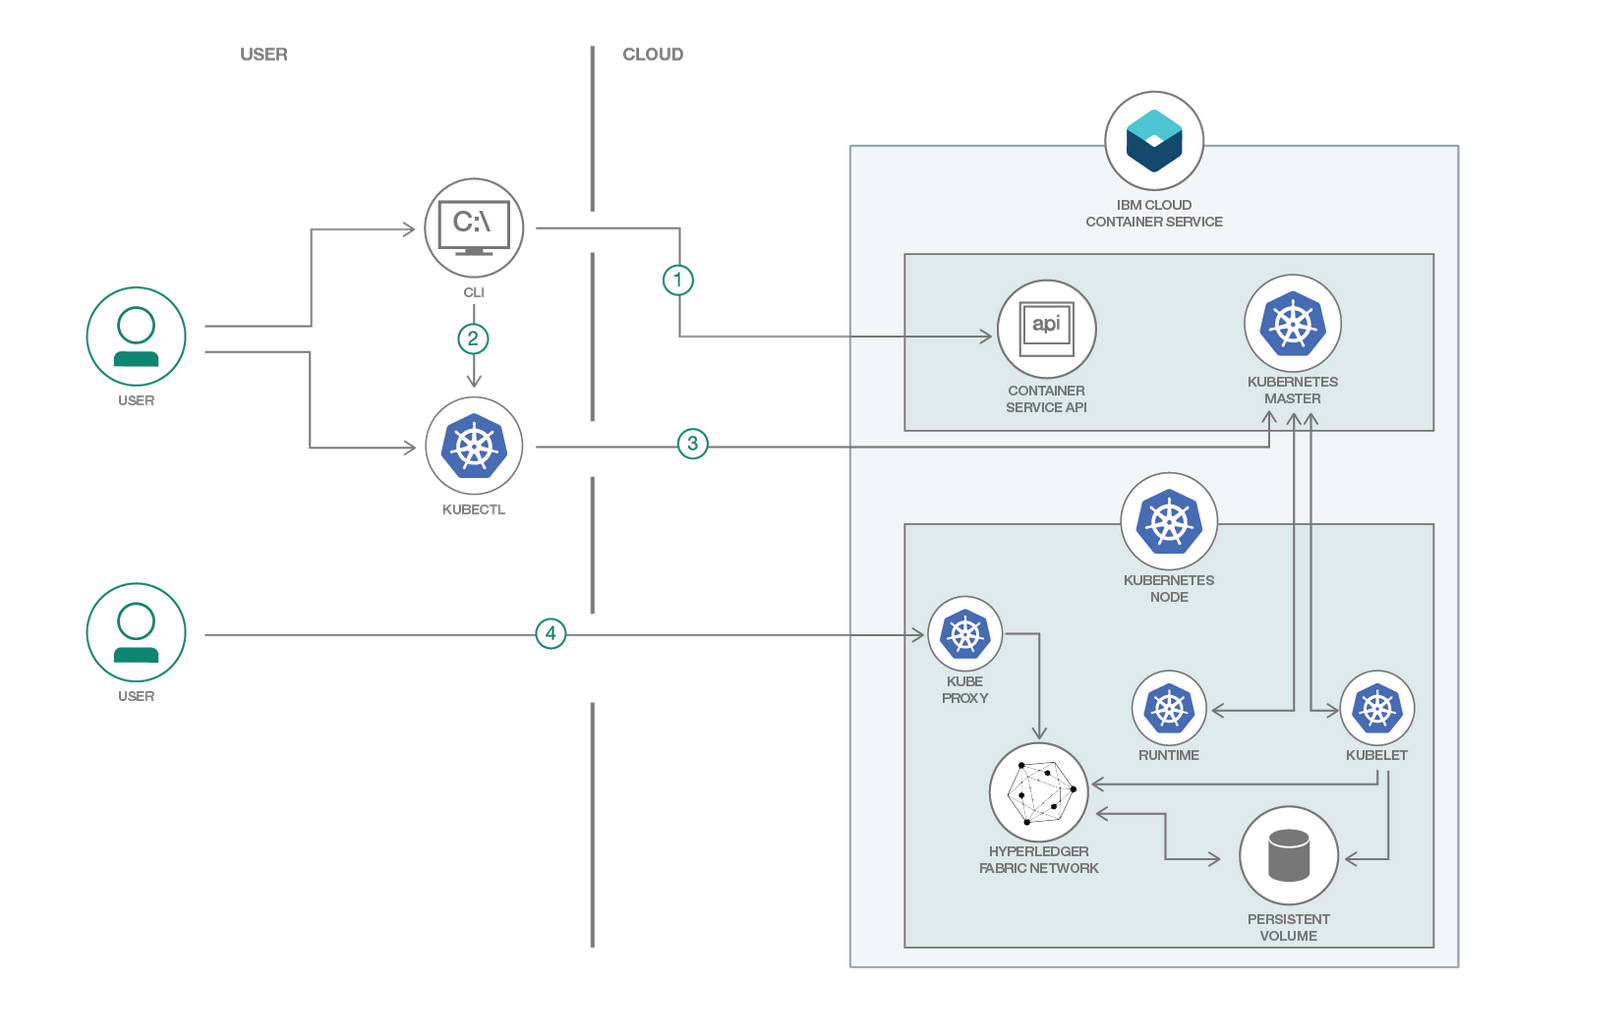 USER
CLOUD
IBM CLOUD
CONTAINER SERVICE
C:\
CLI
1
2
api
CONTAINER
SERVICE API
KUBERNETES
MASTER
USER
KUBECTL
3
KUBERNETES
NODE
4
USER
KUBE
PROXY
RUNTIME
KUBELET
HYPERLEDGER
FABRIC NETWORK
PERSISTENT
VOLUME